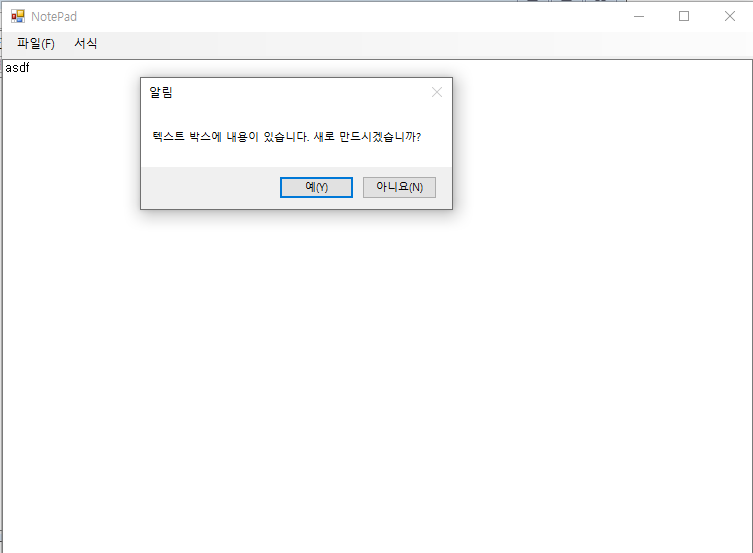 NotePad
파일(F) 서식
asdf
알림
텍스트 박스에 내용이 있습니다. 새로 만드시겠습니까?
예(Y) 아니요(N)